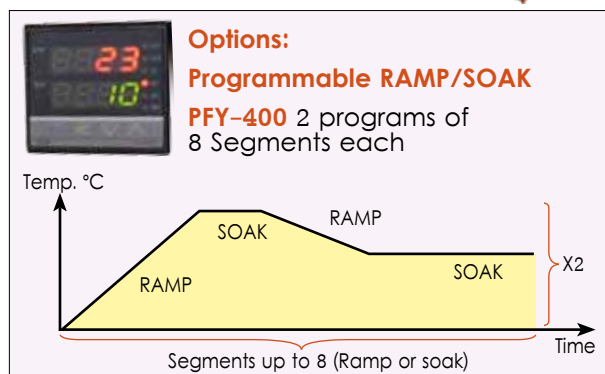 23
10
Options:
Programmable RAMP/SOAK
PFY-400 2 programs of
8 Segments each
Temp. °C
RAMP
SOAK
RAMP
SOAK
X2
Time
Segments up to 8 (Ramp or soak)